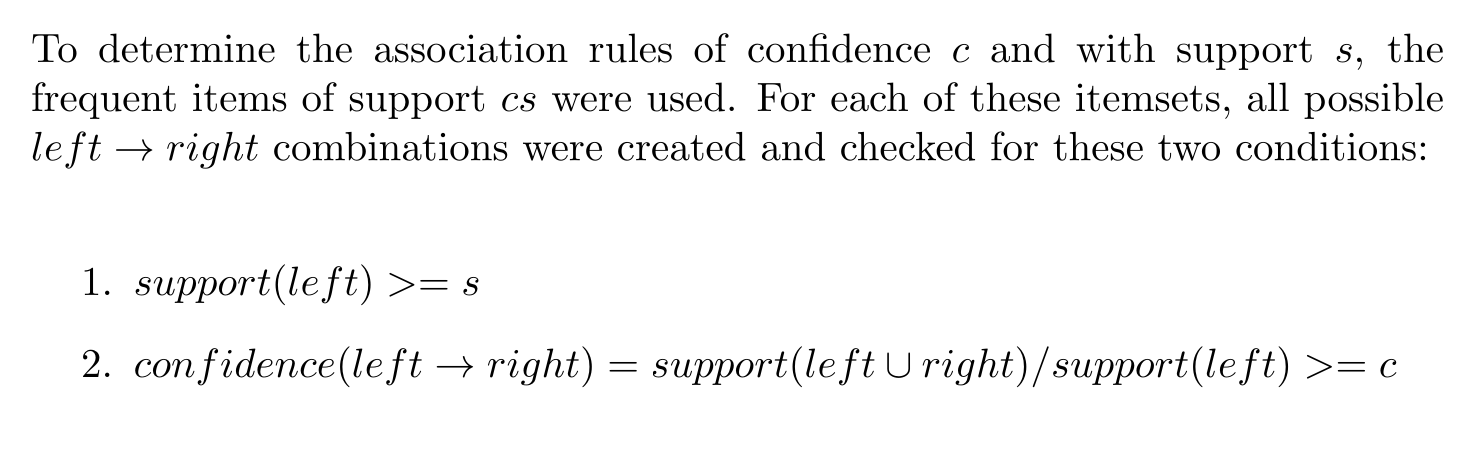 To determine the association rules of confidence c and with support s, the
frequent items of support cs were used. For each of these itemsets, all possible
left → right combinations were created and checked for these two conditions:
1. support(left) >= s
2. confidence(left → right) = support(left ∪ right)/support(left) >= c